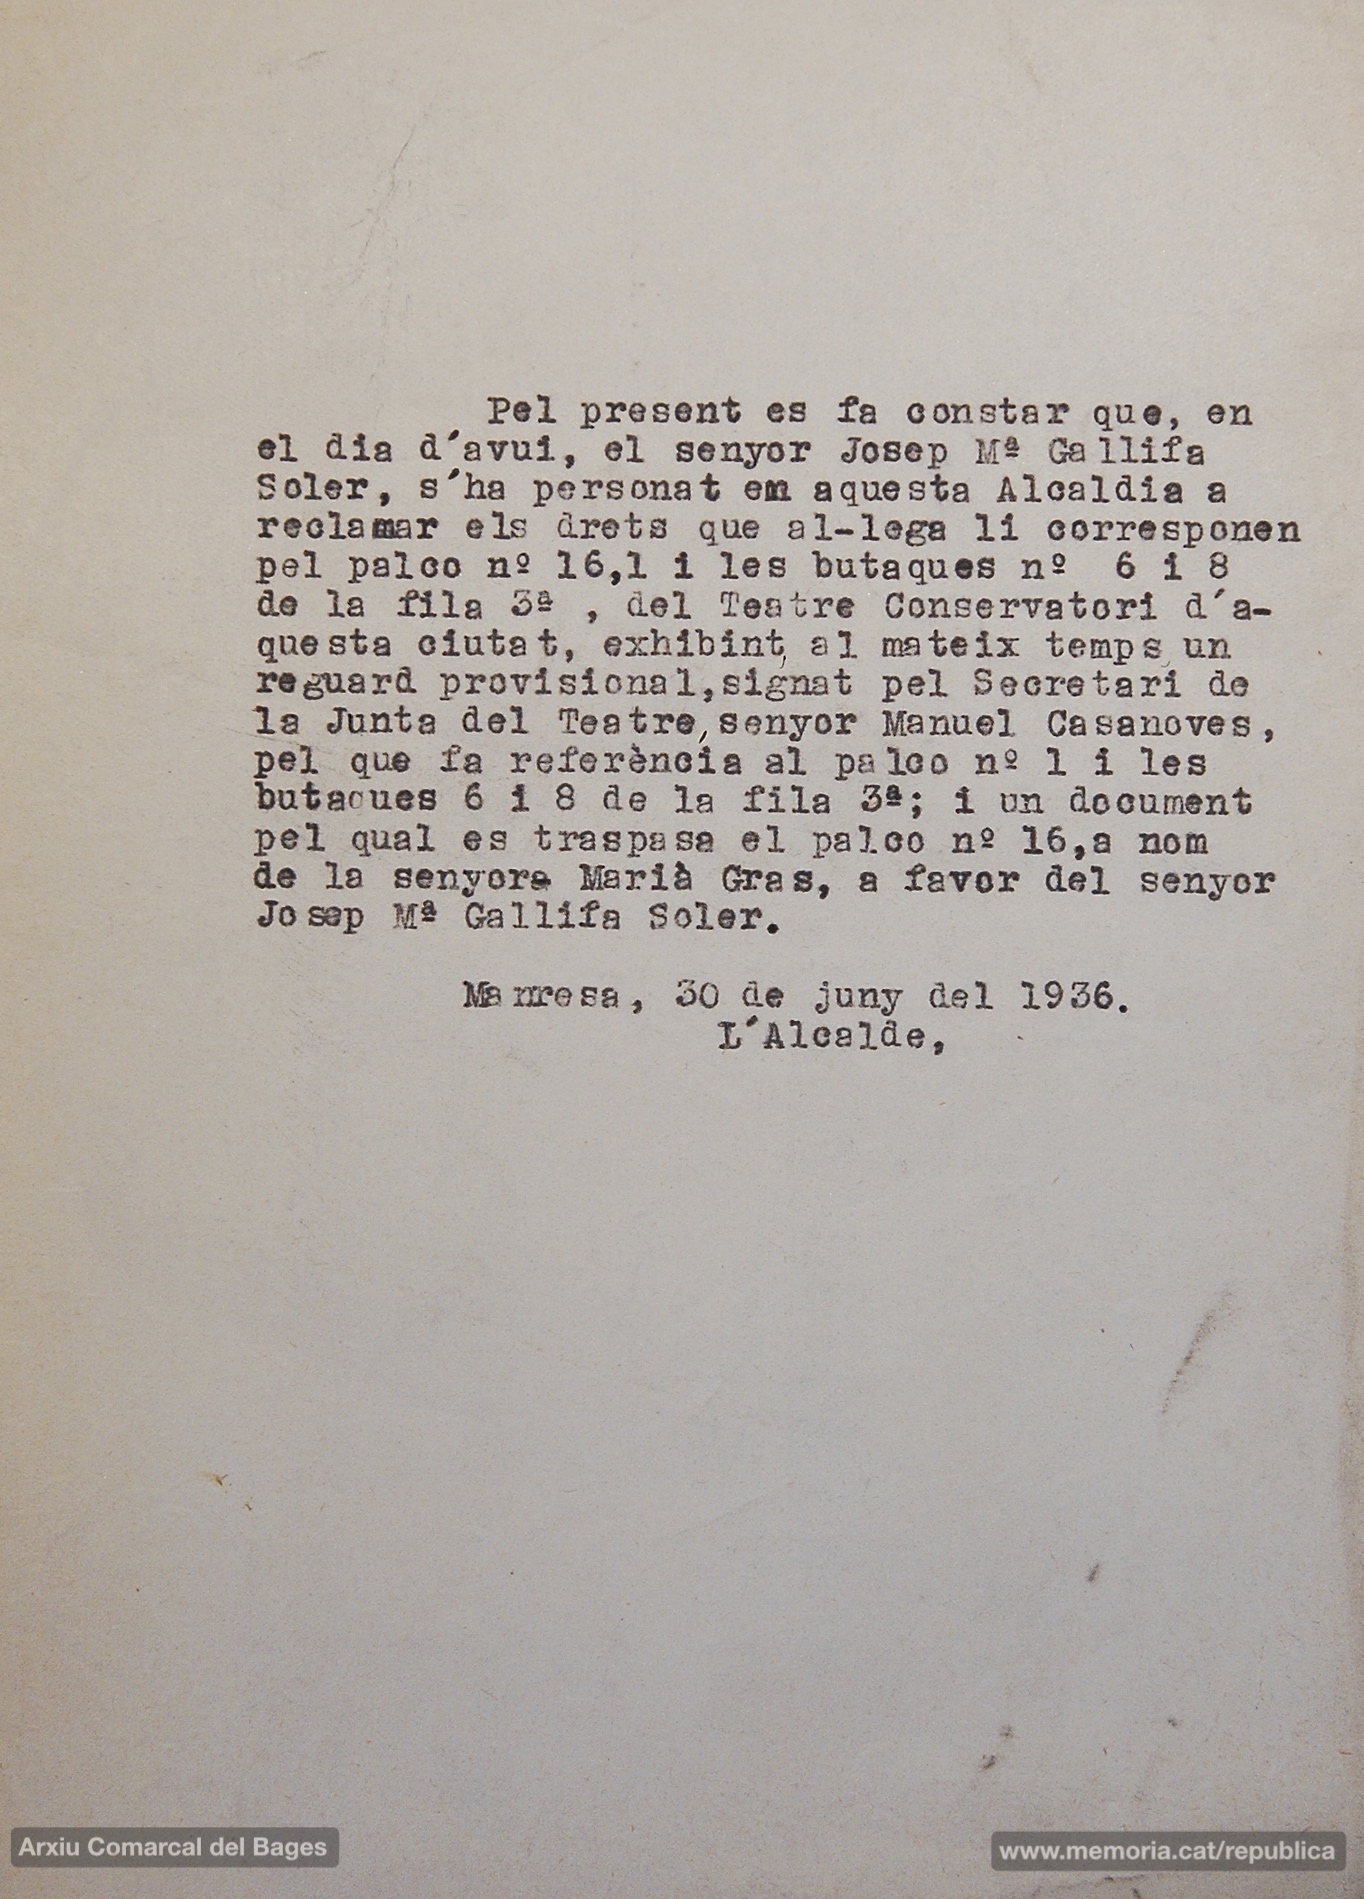 Pel present es fa constar que, en
el dia d´avui, el senyor Josep Mª Gallifa
Soler, s´ha personat em aquesta Alcaldia a
reclamar els drets que al-lega li corresponen
pel palco nº 16,1 i les butaques nº 6 i 8
de la fila 3ª , del Teatre Conservatori d´a-
questa ciutat, exhibint, al mateix temps, un
reguard provisional, signat pel Secretari de
la Junta del Teatre, senyor Manuel Casanoves,
pel que fa referència al palco nº 1 i les
butaques 6 i 8 de la fila 3ª; i un document
pel qual es traspasa el palco nº 16,a nom
de la senyora Marià Gras, a favor del senyor
Josep Mª Gallifa Soler.
Manresa, 30 de juny del 1936.
L´Alcalde,
Arxiu Comarcal del Bages
www.memoria.cat/republica